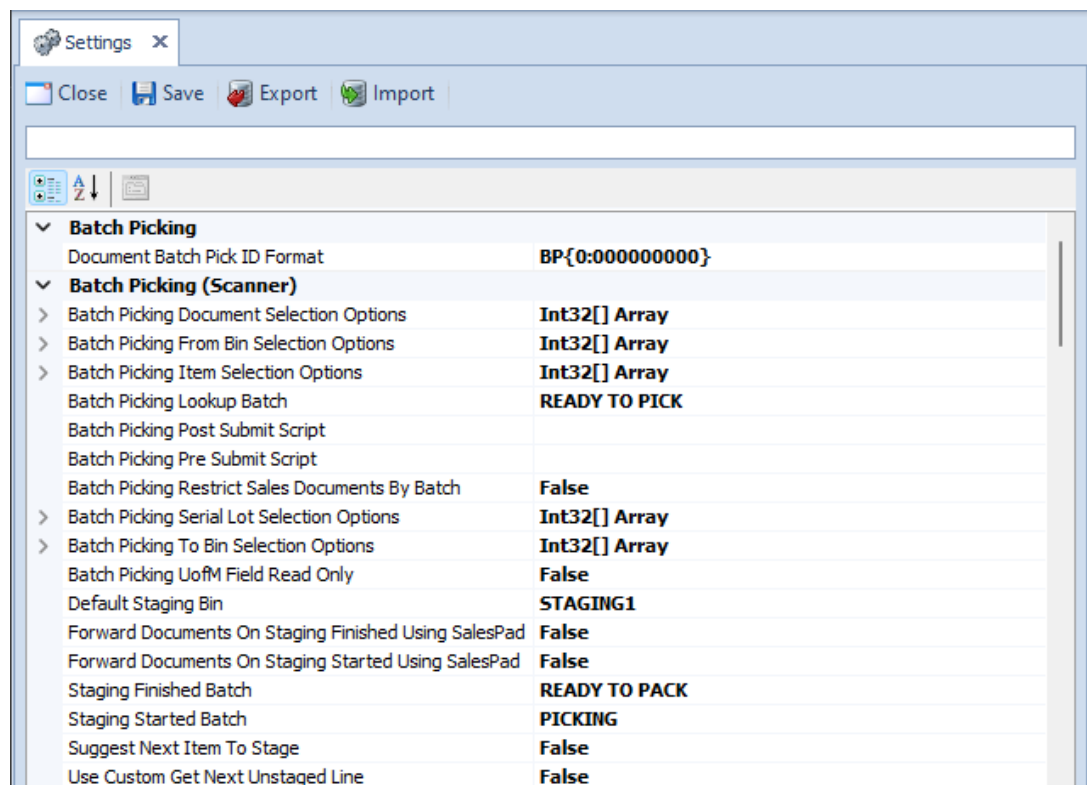 Settings
Close Save Export Import
Batch Picking
Document Batch Pick ID Format BP{0:000000000}
Batch Picking (Scanner)
Batch Picking Document Selection Options Int32[] Array
Batch Picking From Bin Selection Options Int32[] Array
Batch Picking Item Selection Options Int32[] Array
Batch Picking Lookup Batch READY TO PICK
Batch Picking Post Submit Script
Batch Picking Pre Submit Script
Batch Picking Restrict Sales Documents By Batch False
Batch Picking Serial Lot Selection Options Int32[] Array
Batch Picking To Bin Selection Options Int32[] Array
Batch Picking UofM Field Read Only False
Default Staging Bin STAGING1
Forward Documents On Staging Finished Using SalesPad False
Forward Documents On Staging Started Using SalesPad False
Staging Finished Batch READY TO PACK
Staging Started Batch PICKING
Suggest Next Item To Stage False
Use Custom Get Next Unstaged Line False